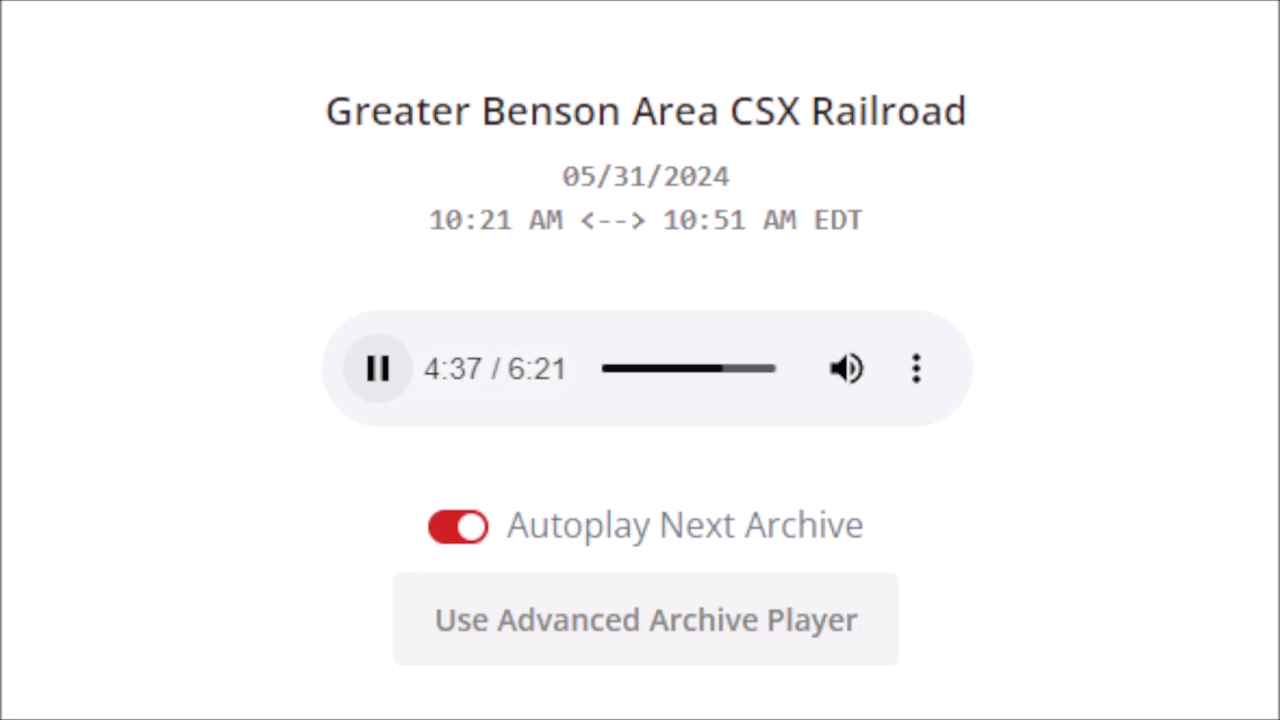 Greater Benson Area CSX Railroad
05/31/2024
10:21 AM <--> 10:51 AM EDT
4:37 / 6:21
Autoplay Next Archive
Use Advanced Archive Player